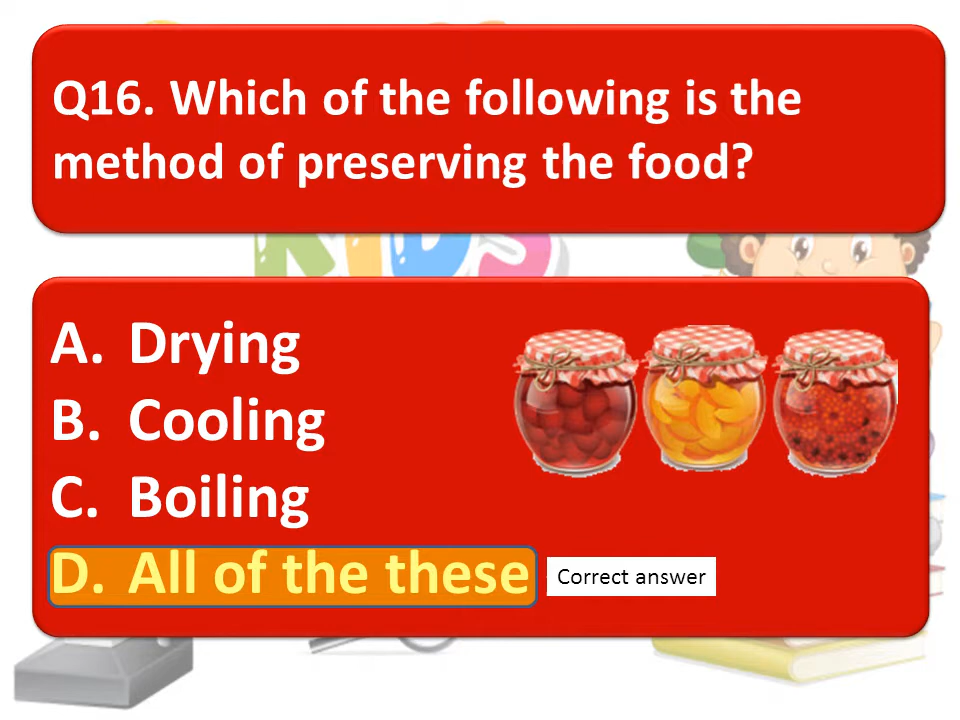 Q16. Which of the following is the
method of preserving the food?
KIDS
A. Drying
B. Cooling
C. Boiling
D. All of the these
Correct answer